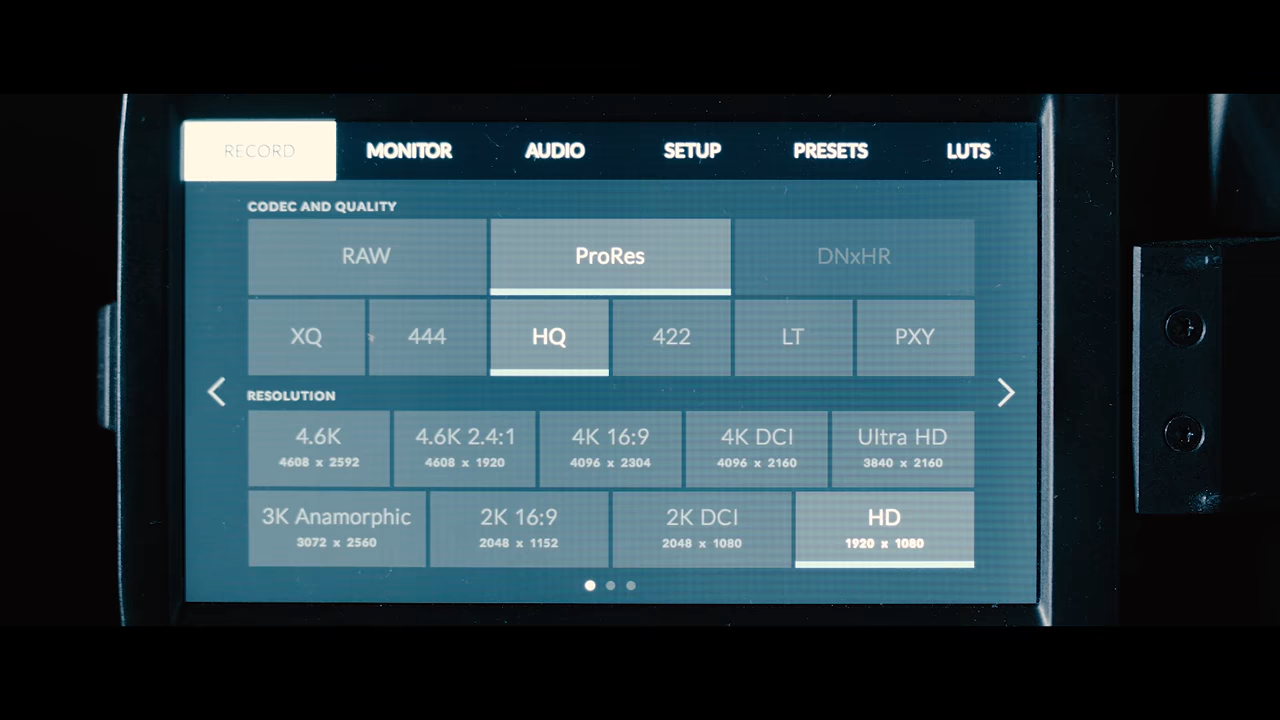 RECORD MONITOR AUDIO SETUP PRESETS LUTS
CODEC AND QUALITY
RAW ProRes DNxHR
XQ 444 HQ 422 LT PXY
RESOLUTION
4.6K 4.6K 2.4:1 4K 16:9 4K DCI Ultra HD
4608 x 2592 4608 x 1920 4096 x 2304 4096 x 2160 3840 x 2160
3K Anamorphic 2K 16:9 2K DCI HD
3072 x 2560 2048 x 1152 2048 x 1080 1920 x 1080